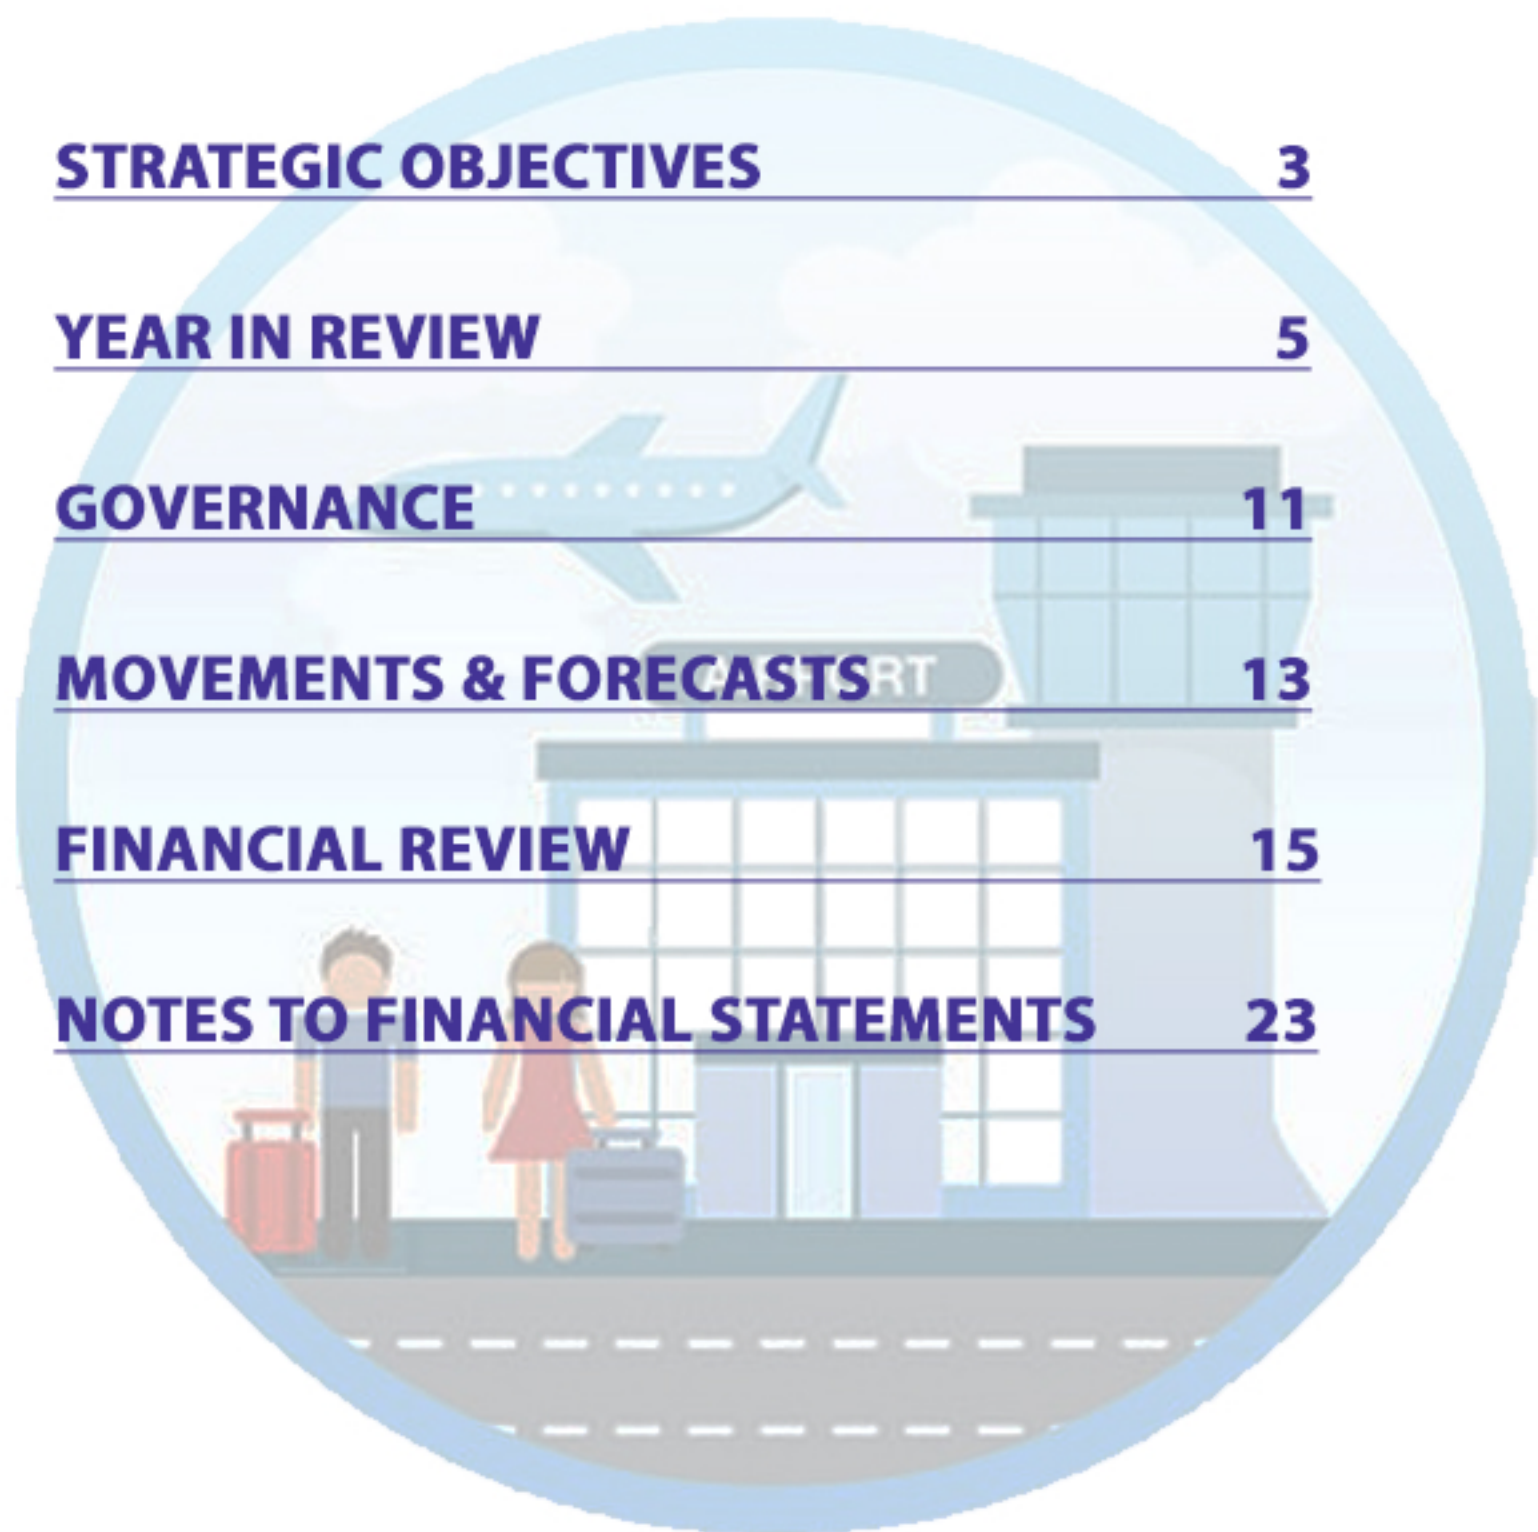 STRATEGIC OBJECTIVES 3
YEAR IN REVIEW 5
GOVERNANCE 11
MOVEMENTS & FORECASTS 13
FINANCIAL REVIEW 15
NOTES TO FINANCIAL STATEMENTS 23